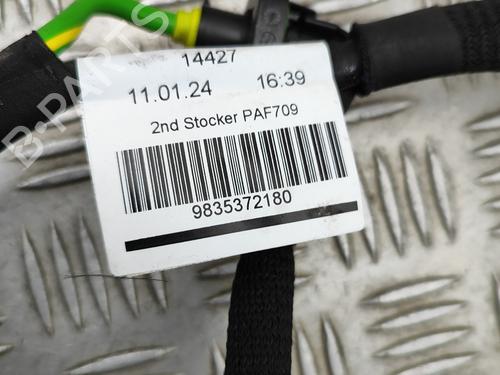 14427
11.01.24 16:39
2nd Stocker PAF709
9835372180
B-PARTS